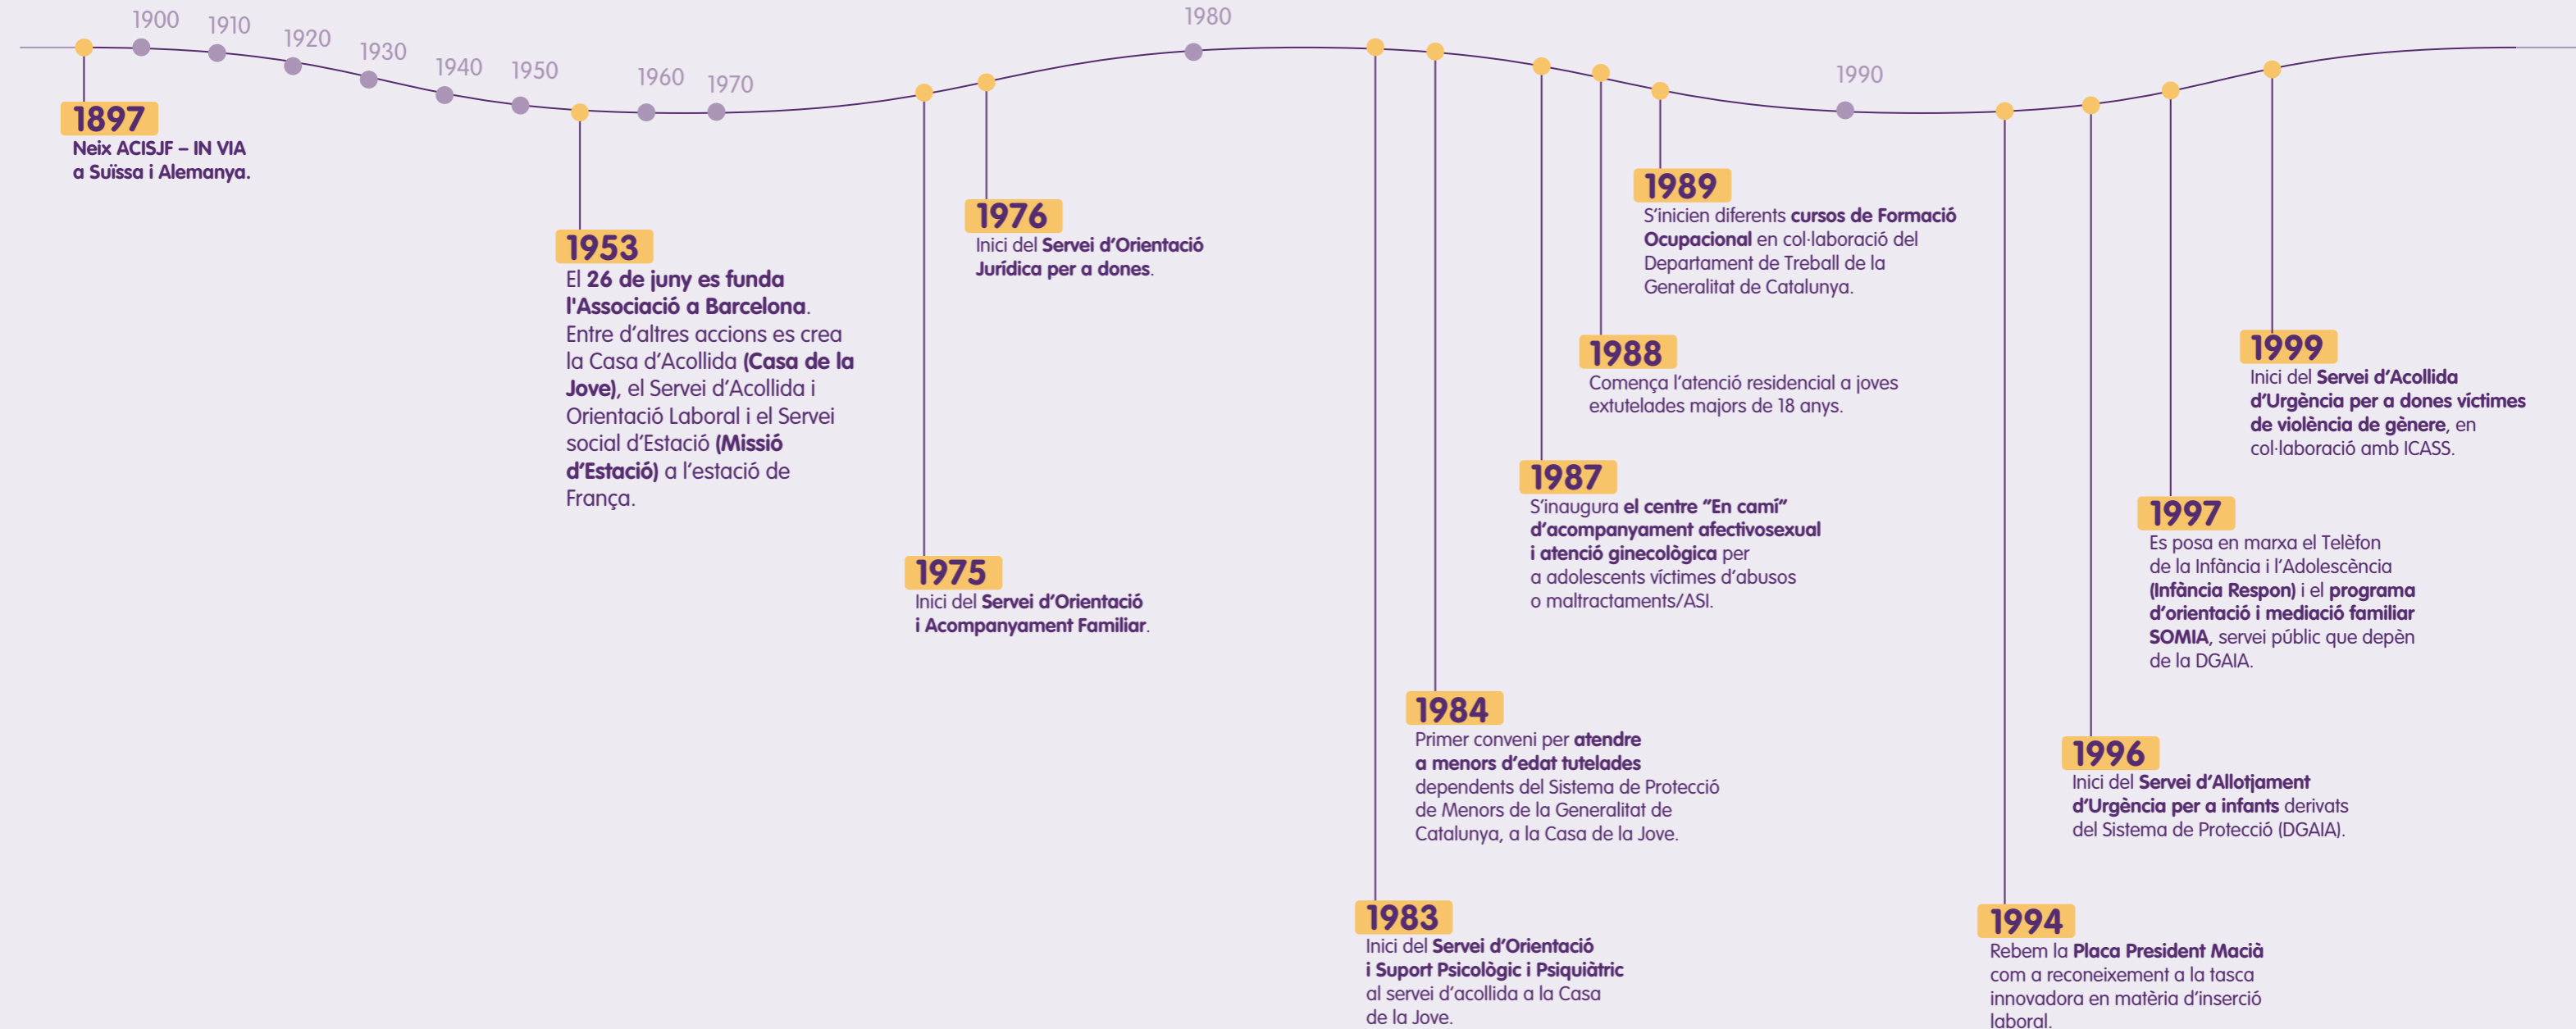 1900
1910
1920
1930
1940
1950
1960
1970
1980
1990
1897
Neix ACISJF – IN VIA
a Suïssa i Alemanya.
1953
El 26 de juny es funda
l'Associació a Barcelona.
Entre d’altres accions es crea
la Casa d’Acollida (Casa de la
Jove), el Servei d’Acollida i
Orientació Laboral i el Servei
social d’Estació (Missió
d’Estació) a l’estació de
França.
1975
Inici del Servei d’Orientació
i Acompanyament Familiar.
1976
Inici del Servei d’Orientació
Jurídica per a dones.
1983
Inici del Servei d’Orientació
i Suport Psicològic i Psiquiàtric
al servei d’acollida a la Casa
de la Jove.
1984
Primer conveni per atendre
a menors d’edat tutelades
dependents del Sistema de Protecció
de Menors de la Generalitat de
Catalunya, a la Casa de la Jove.
1987
S’inaugura el centre “En camí”
d’acompanyament afectivosexual
i atenció ginecològica per
a adolescents víctimes d’abusos
o maltractaments/ASI.
1988
Comença l’atenció residencial a joves
extutelades majors de 18 anys.
1989
S’inicien diferents cursos de Formació
Ocupacional en col·laboració del
Departament de Treball de la
Generalitat de Catalunya.
1994
Rebem la Placa President Macià
com a reconeixement a la tasca
innovadora en matèria d’inserció
laboral.
1996
Inici del Servei d’Allotjament
d’Urgència per a infants derivats
del Sistema de Protecció (DGAIA).
1997
Es posa en marxa el Telèfon
de la Infància i l’Adolescència
(Infància Respon) i el programa
d’orientació i mediació familiar
SOMIA, servei públic que depèn
de la DGAIA.
1999
Inici del Servei d’Acollida
d’Urgència per a dones víctimes
de violència de gènere, en
col·laboració amb ICASS.